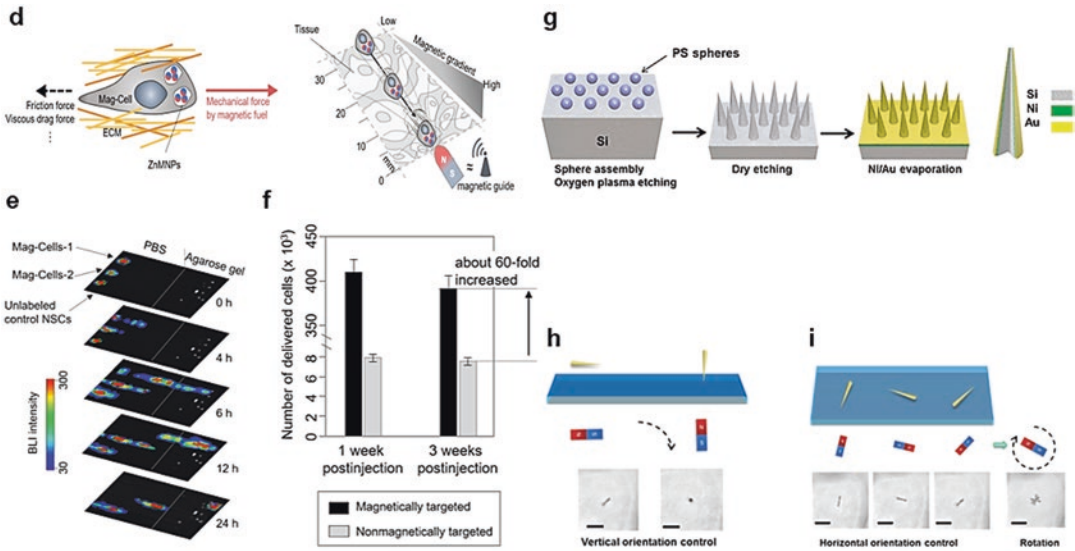 d
Low
Tissue
Magnetic gradient
High
Mag-Cell
Friction force
Viscous drag force
⋮
Mechanical force
by magnetic fuel
ECM
ZnMNPs
30
20
10
0
mm
N
S
≈
magnetic guide
g
PS spheres
Si
Sphere assembly
Oxygen plasma etching
Dry etching
Ni/Au evaporation
Si
Ni
Au
e
PBS
Agarose gel
Mag-Cells-1
Mag-Cells-2
Unlabeled
control NSCs
0 h
4 h
6 h
12 h
24 h
BLI intensity
300
30
f
Number of delivered cells (x 10³)
450
400
350
300
8
6
4
2
0
about 60-fold
increased
1 week
postinjection
3 weeks
postinjection
Magnetically targeted
Nonmagnetically targeted
h
Vertical orientation control
i
Horizontal orientation control
Rotation